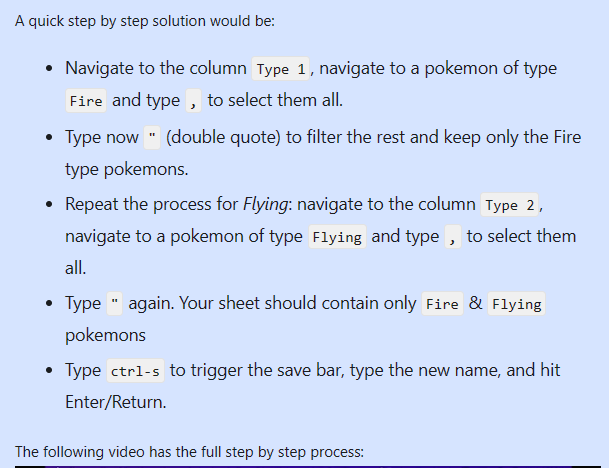 A quick step by step solution would be:
• Navigate to the column Type 1, navigate to a pokemon of type
Fire and type , to select them all.
• Type now " (double quote) to filter the rest and keep only the Fire
type pokemons.
• Repeat the process for Flying: navigate to the column Type 2,
navigate to a pokemon of type Flying and type , to select them
all.
• Type " again. Your sheet should contain only Fire & Flying
pokemons
• Type ctrl-s to trigger the save bar, type the new name, and hit
Enter/Return.
The following video has the full step by step process: